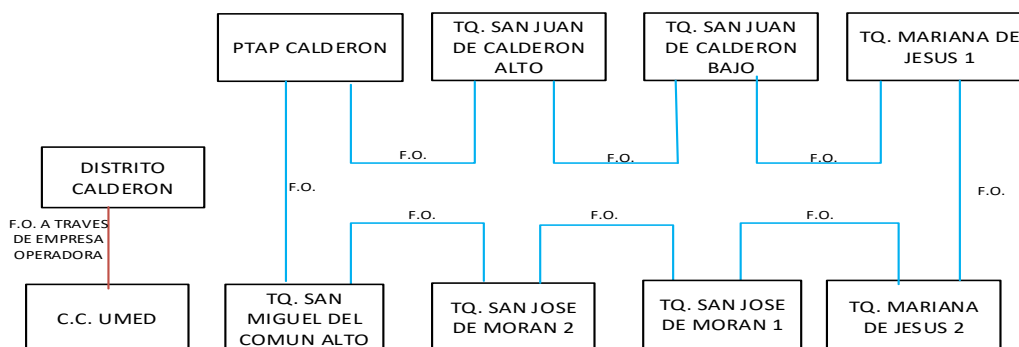 PTAP CALDERON
TQ. SAN JUAN
DE CALDERON
ALTO
TQ. SAN JUAN
DE CALDERON
BAJO
TQ. MARIANA DE
JESUS 1
F.O.
F.O.
F.O.
DISTRITO
CALDERON
F.O.
F.O.
F.O. A TRAVES
DE EMPRESA
OPERADORA
F.O.
F.O.
F.O.
C.C. UMED
TQ. SAN
MIGUEL DEL
COMUN ALTO
TQ. SAN JOSE
DE MORAN 2
TQ. SAN JOSE
DE MORAN 1
TQ. MARIANA
DE JESUS 2